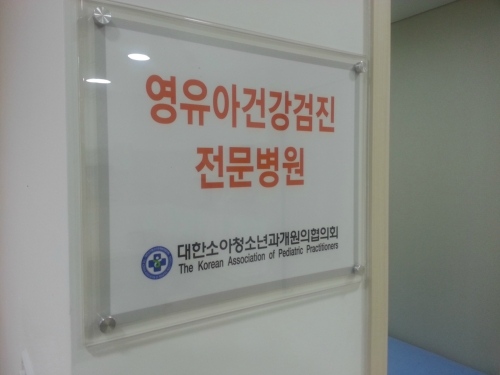 영유아건강검진
전문병원
대한소아청소년과개원의협의회
The Korean Association of Pediatric Practitioners